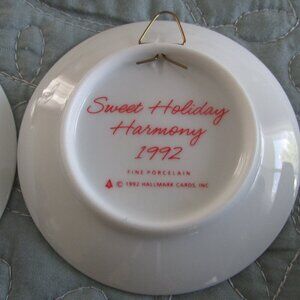 Sweet Holiday
Harmony
1992
FINE PORCELAIN
© 1992 HALLMARK CARDS, INC.